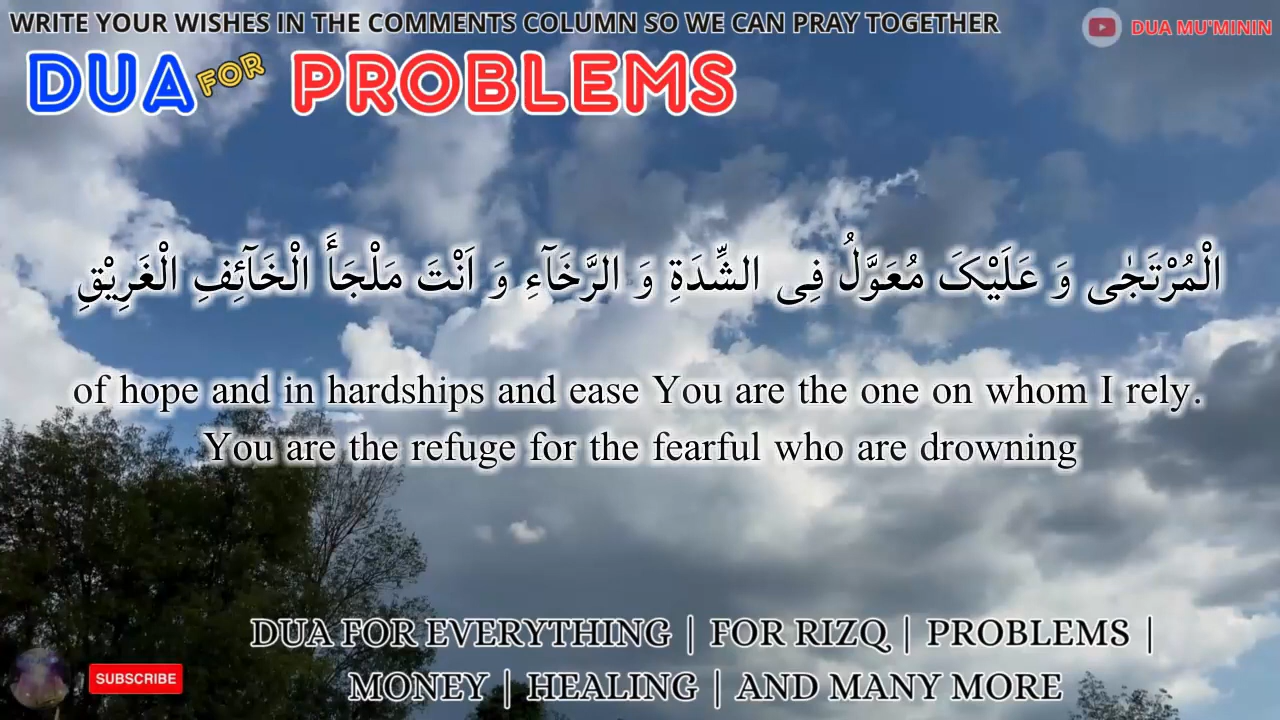 WRITE YOUR WISHES IN THE COMMENTS COLUMN SO WE CAN PRAY TOGETHER
DUA MU'MININ
DUA FOR PROBLEMS
الْمُرْتَجٰی وَ عَلَیْکَ مُعَوَّلُ فِی الشِّدَةِ وَ الرَّخَآءِ وَ اَنْتَ مَلْجَأَ الْخَآئِفِ الْغَرِیْقِ
of hope and in hardships and ease You are the one on whom I rely.
You are the refuge for the fearful who are drowning
DUA FOR EVERYTHING | FOR RIZQ | PROBLEMS |
SUBSCRIBE
MONEY | HEALING | AND MANY MORE